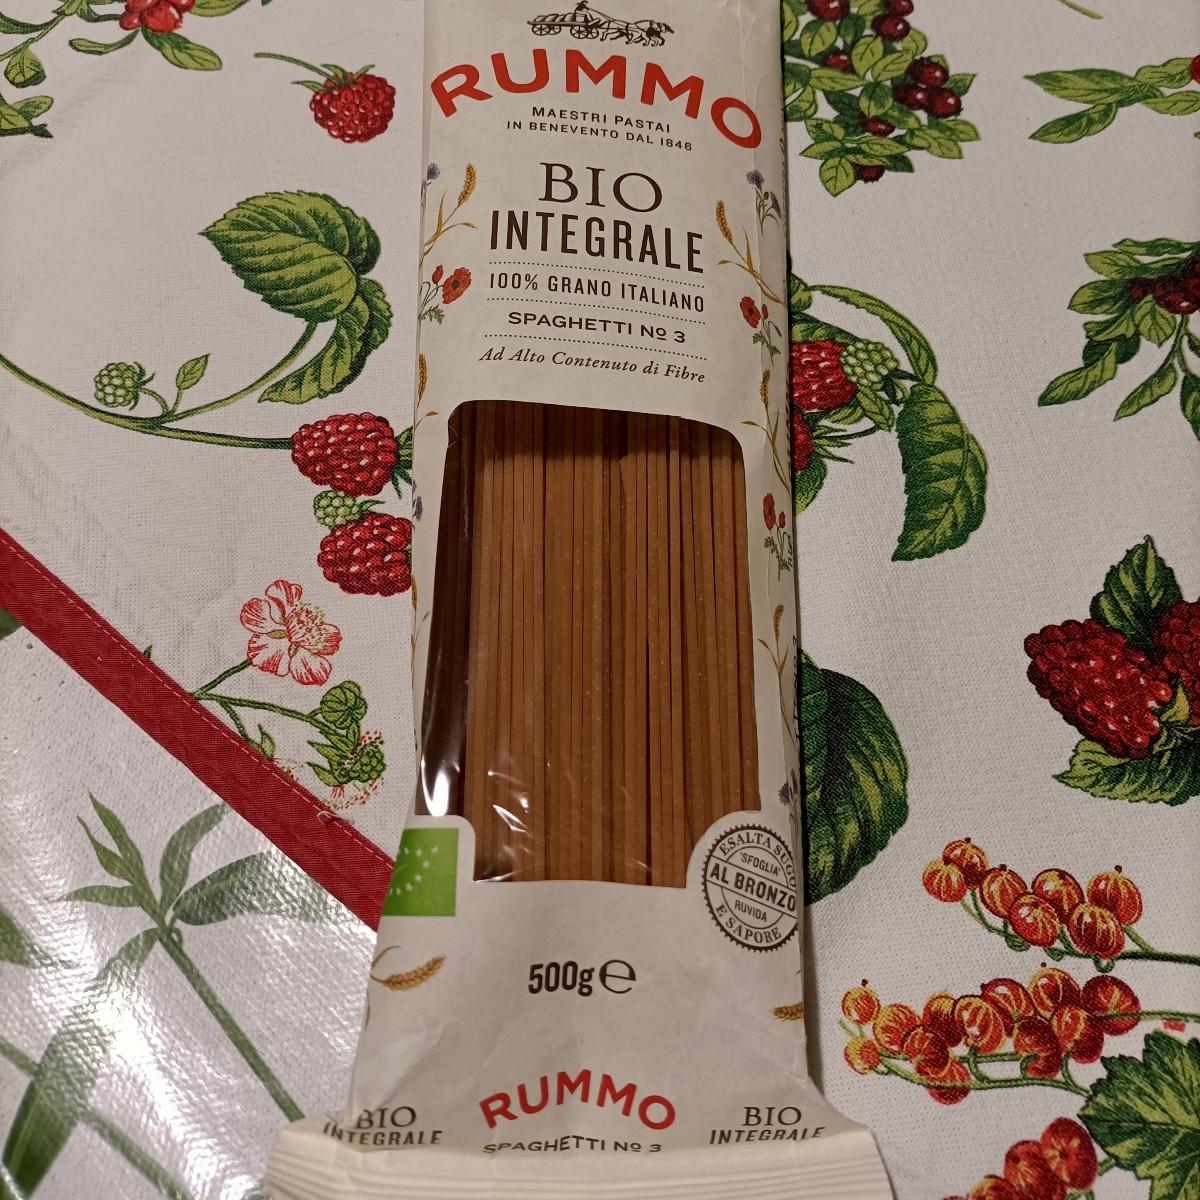 RUMMO
MAESTRI PASTAI
IN BENEVENTO DAL 1846
BIO
INTEGRALE
100% GRANO ITALIANO
SPAGHETTI Nº 3
Ad Alto Contenuto di Fibre
ESALTA SUGO
SFOGLIA
AL BRONZO
RUVIDA
E SAPORE
500g ℮
BIO
INTEGRALE
RUMMO
SPAGHETTI Nº 3
BIO
INTEGRALE